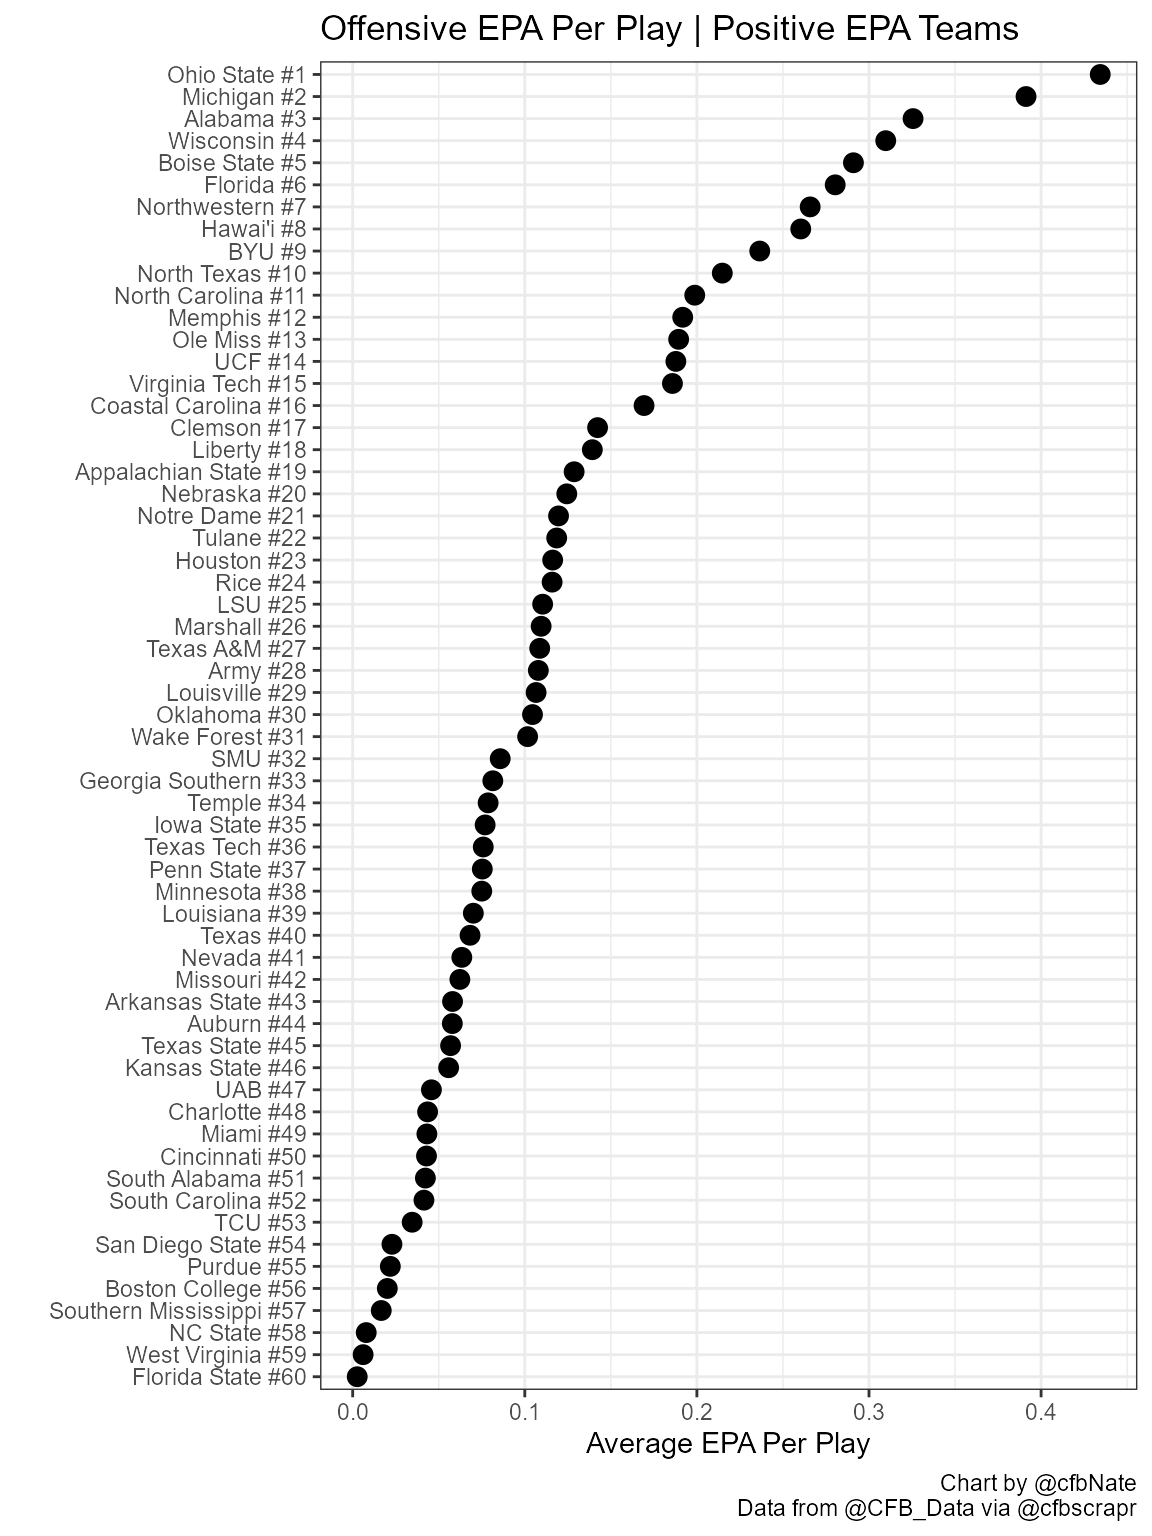 Offensive EPA Per Play | Positive EPA Teams
Ohio State #1
Michigan #2
Alabama #3
Wisconsin #4
Boise State #5
Florida #6
Northwestern #7
Hawai'i #8
BYU #9
North Texas #10
North Carolina #11
Memphis #12
Ole Miss #13
UCF #14
Virginia Tech #15
Coastal Carolina #16
Clemson #17
Liberty #18
Appalachian State #19
Nebraska #20
Notre Dame #21
Tulane #22
Houston #23
Rice #24
LSU #25
Marshall #26
Texas A&M #27
Army #28
Louisville #29
Oklahoma #30
Wake Forest #31
SMU #32
Georgia Southern #33
Temple #34
Iowa State #35
Texas Tech #36
Penn State #37
Minnesota #38
Louisiana #39
Texas #40
Nevada #41
Missouri #42
Arkansas State #43
Auburn #44
Texas State #45
Kansas State #46
UAB #47
Charlotte #48
Miami #49
Cincinnati #50
South Alabama #51
South Carolina #52
TCU #53
San Diego State #54
Purdue #55
Boston College #56
Southern Mississippi #57
NC State #58
West Virginia #59
Florida State #60
0.0 0.1 0.2 0.3 0.4
Average EPA Per Play
Chart by @cfbNate
Data from @CFB_Data via @cfbscrapr